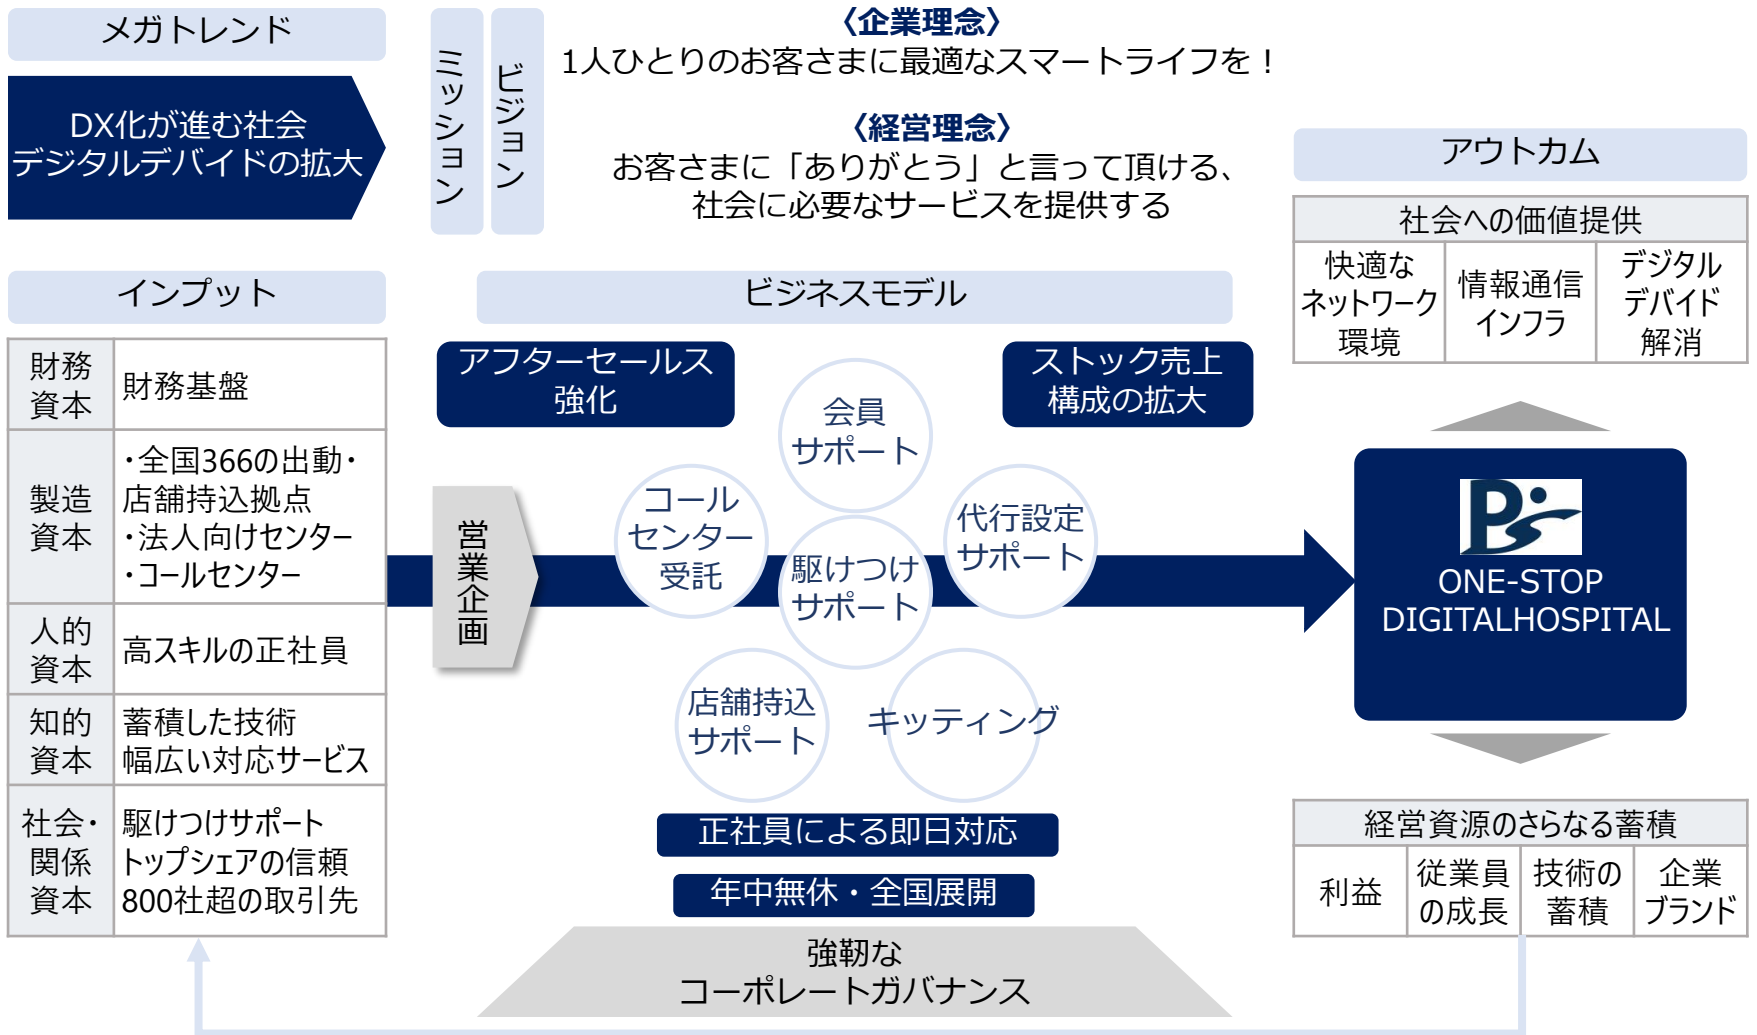 メガトレンド
DX化が進む社会
デジタルデバイドの拡大
ミッション
ビジョン
〈企業理念〉
1人ひとりのお客さまに最適なスマートライフを！
〈経営理念〉
お客さまに「ありがとう」と言って頂ける、
社会に必要なサービスを提供する
インプット
財務
資本
財務基盤
製造
資本
・全国366の出動・
店舗持込拠点
・法人向けセンター
・コールセンター
人的
資本
高スキルの正社員
知的
資本
蓄積した技術
幅広い対応サービス
社会・
関係
資本
駆けつけサポート
トップシェアの信頼
800社超の取引先
ビジネスモデル
アフターセールス
強化
ストック売上
構成の拡大
営業企画
会員
サポート
コール
センター
受託
駆けつけ
サポート
代行設定
サポート
店舗持込
サポート
キッティング
正社員による即日対応
年中無休・全国展開
強靭な
コーポレートガバナンス
アウトカム
社会への価値提供
快適な
ネットワーク
環境
情報通信
インフラ
デジタル
デバイド
解消
PS
ONE-STOP
DIGITALHOSPITAL
経営資源のさらなる蓄積
利益
従業員
の成長
技術の
蓄積
企業
ブランド